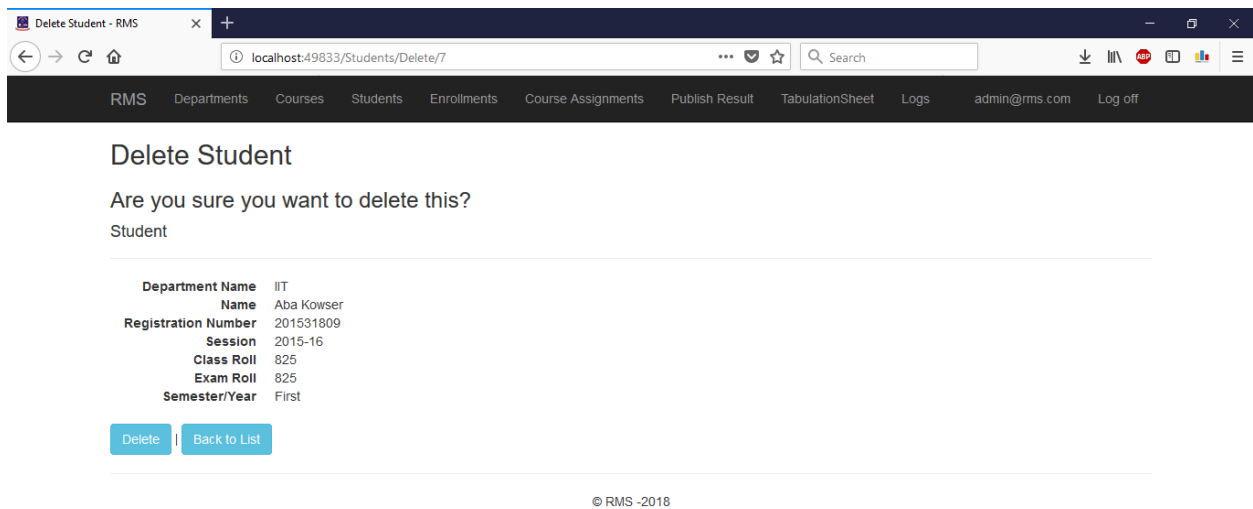 Delete Student - RMS
localhost:49833/Students/Delete/7
Search
ABP
RMS Departments Courses Students Enrollments Course Assignments Publish Result TabulationSheet Logs admin@rms.com Log off
Delete Student
Are you sure you want to delete this?
Student
Department Name IIT
Name Aba Kowser
Registration Number 201531809
Session 2015-16
Class Roll 825
Exam Roll 825
Semester/Year First
Delete | Back to List
© RMS -2018